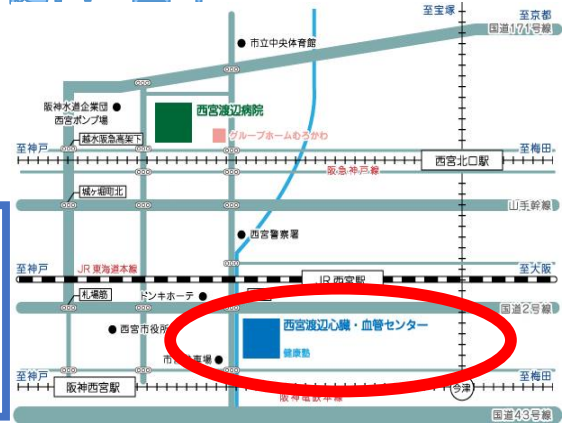 至宝塚
至京都
国道171号線
市立中央体育館
阪神水道企業団
西宮ポンプ場
西宮渡辺病院
グループホームむろかわ
越水阪急高架下
至神戸
至梅田
西宮北口駅
阪急神戸線
城ヶ堀町北
山手幹線
西宮警察署
至神戸
JR東海道本線
至大阪
JR西宮駅
札場筋
ドンキホーテ
国道2号線
西宮渡辺心臓・血管センター
西宮市役所
健康塾
至神戸
至梅田
阪神西宮駅
今津
国道43号線